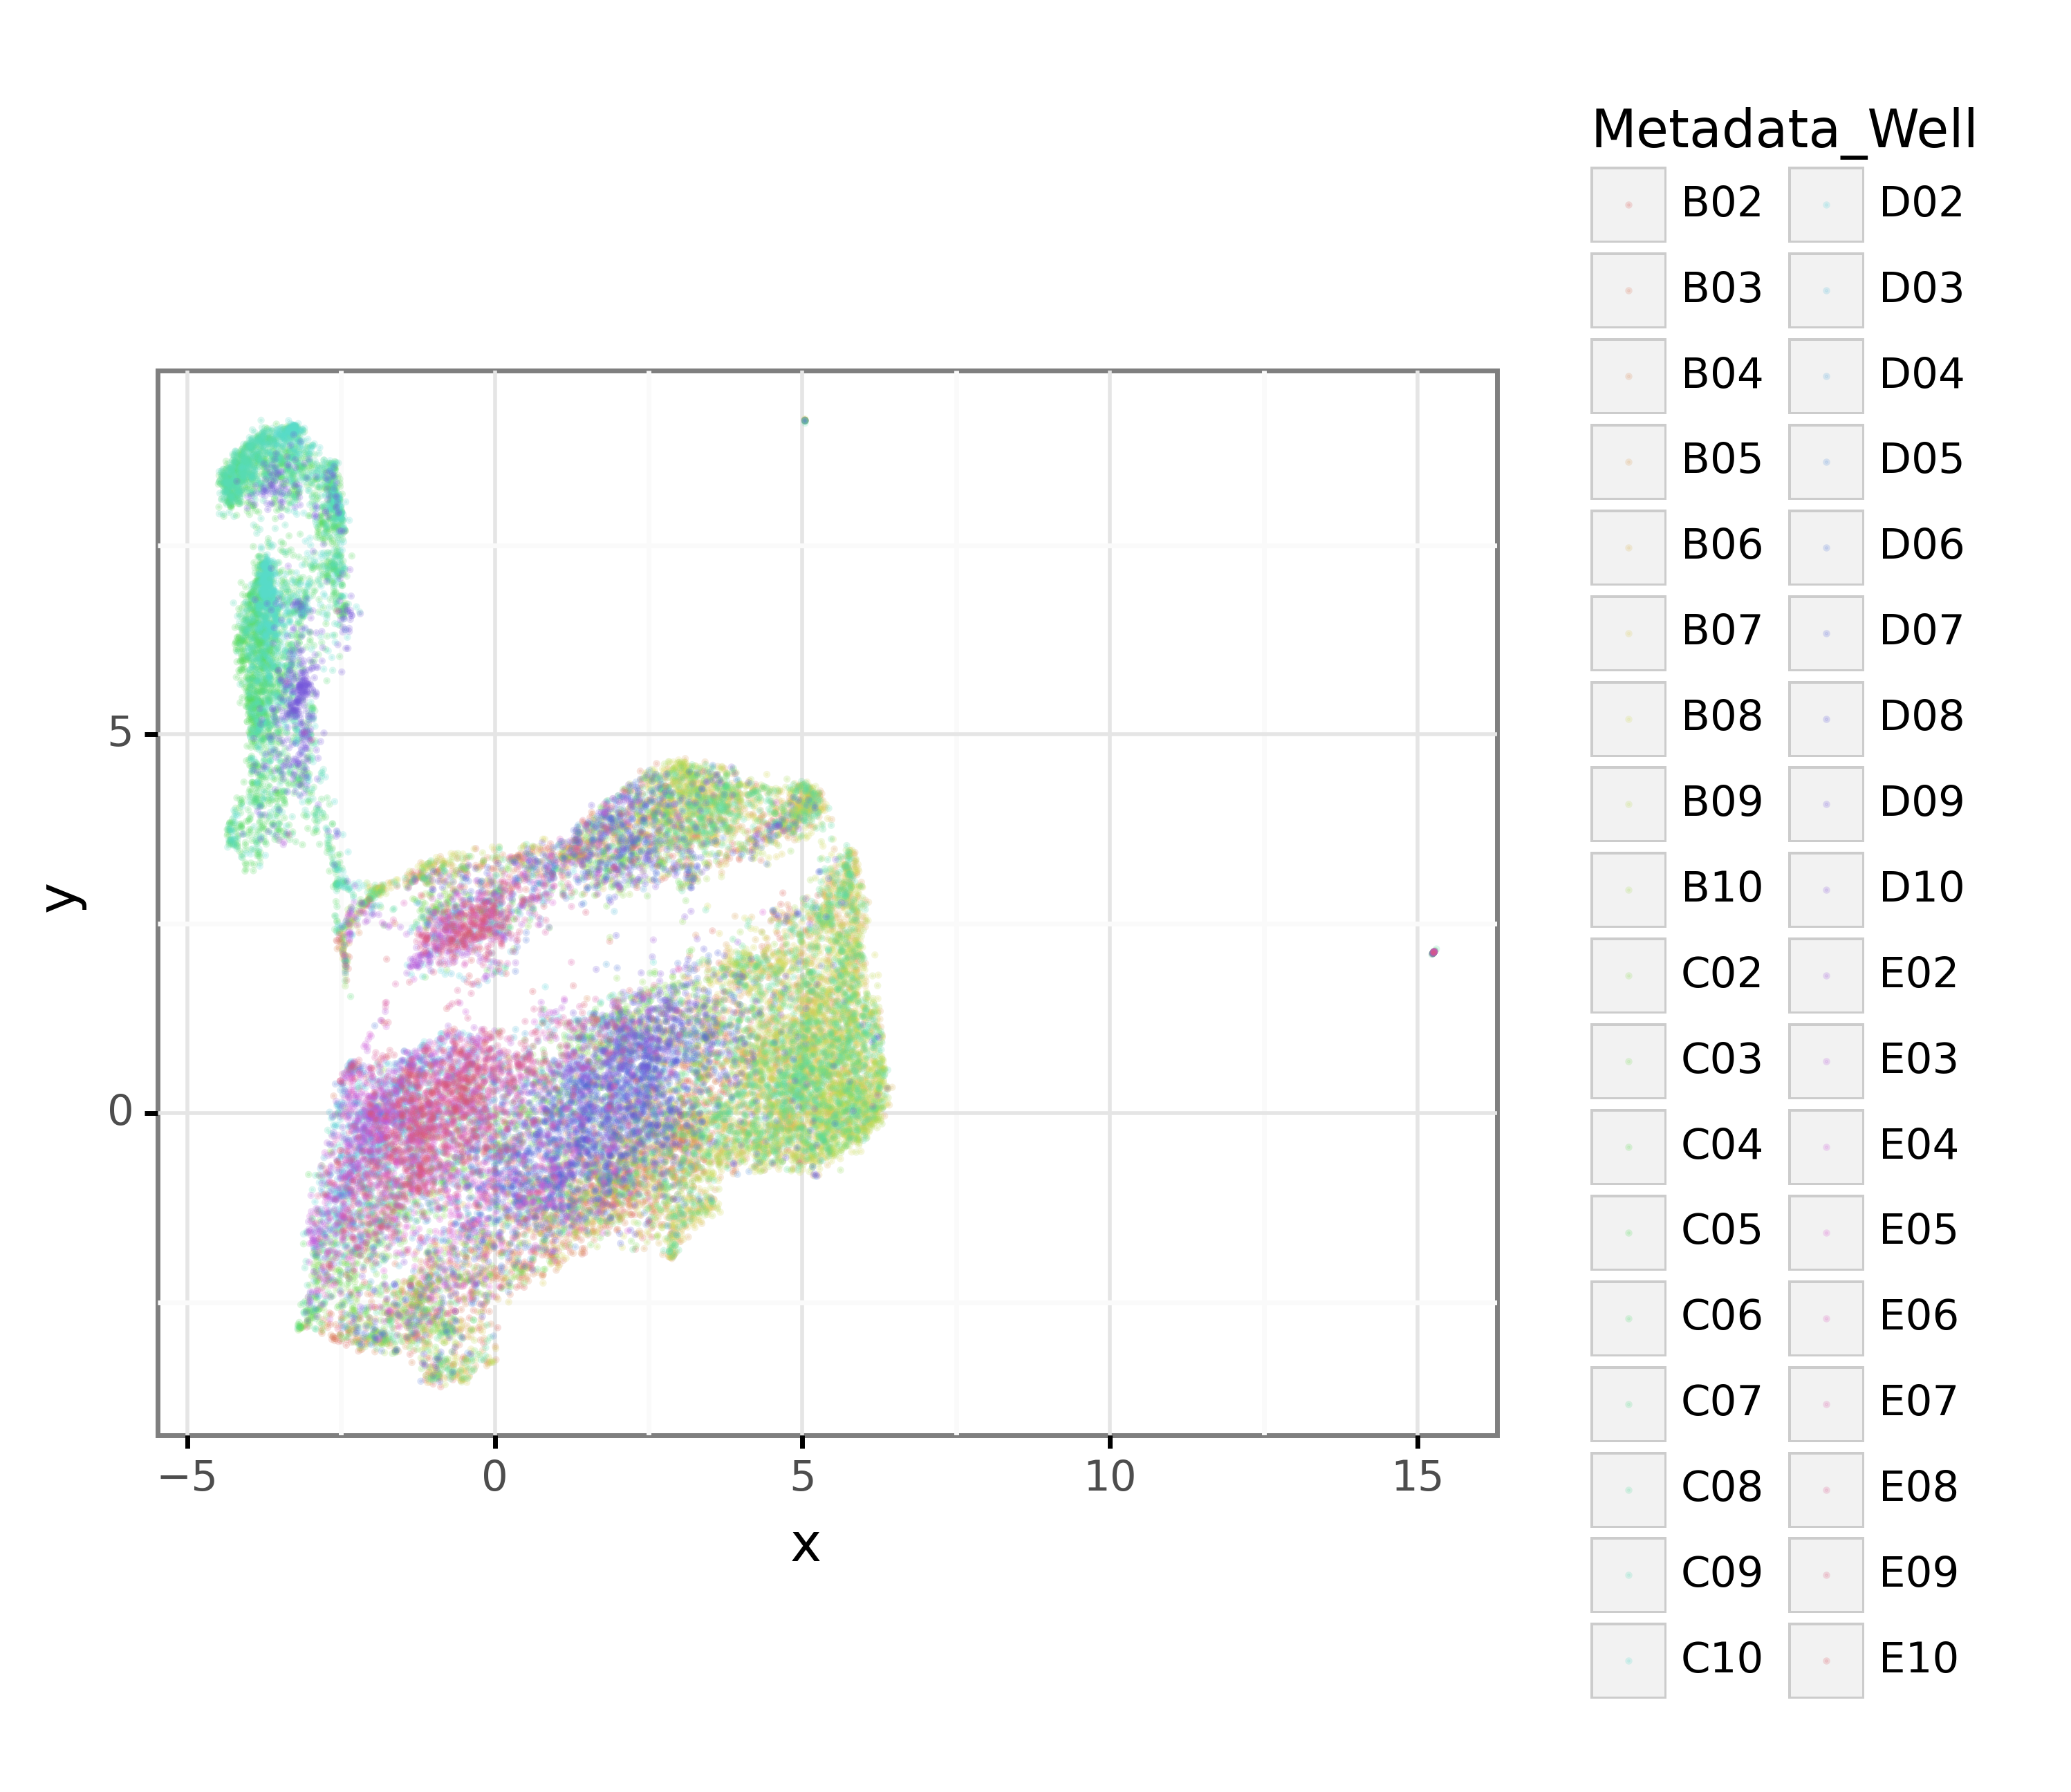 Metadata_Well
B02 D02
B03 D03
B04 D04
B05 D05
B06 D06
B07 D07
B08 D08
B09 D09
B10 D10
C02 E02
C03 E03
C04 E04
C05 E05
C06 E06
C07 E07
C08 E08
C09 E09
C10 E10
y
5
0
−5 0 5 10 15
x